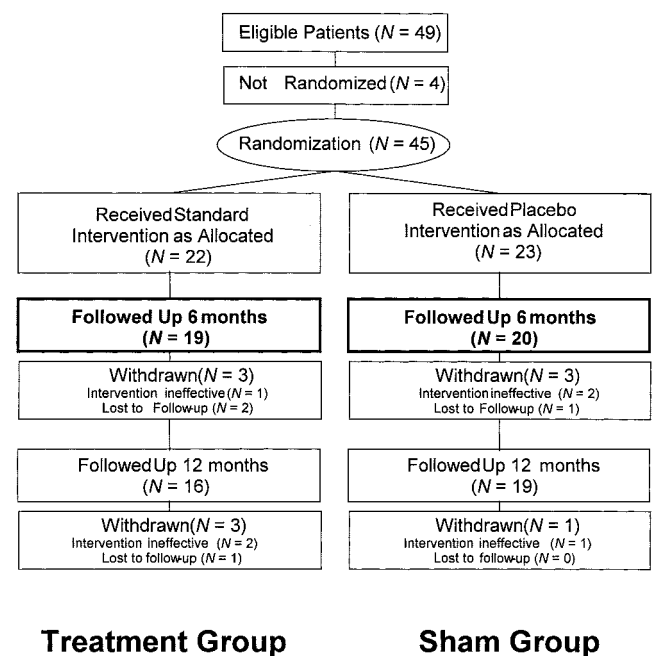 Eligible Patients (N = 49)
Not Randomized (N = 4)
Randomization (N = 45)
Received Standard
Intervention as Allocated
(N = 22)
Received Placebo
Intervention as Allocated
(N = 23)
Followed Up 6 months
(N = 19)
Followed Up 6 months
(N = 20)
Withdrawn (N = 3)
Intervention ineffective (N = 1)
Lost to Follow-up (N = 2)
Withdrawn (N = 3)
Intervention ineffective (N = 2)
Lost to Follow-up (N = 1)
Followed Up 12 months
(N = 16)
Followed Up 12 months
(N = 19)
Withdrawn (N = 3)
Intervention ineffective (N = 2)
Lost to follow-up (N = 1)
Withdrawn (N = 1)
Intervention ineffective (N = 1)
Lost to follow-up (N = 0)
Treatment Group
Sham Group